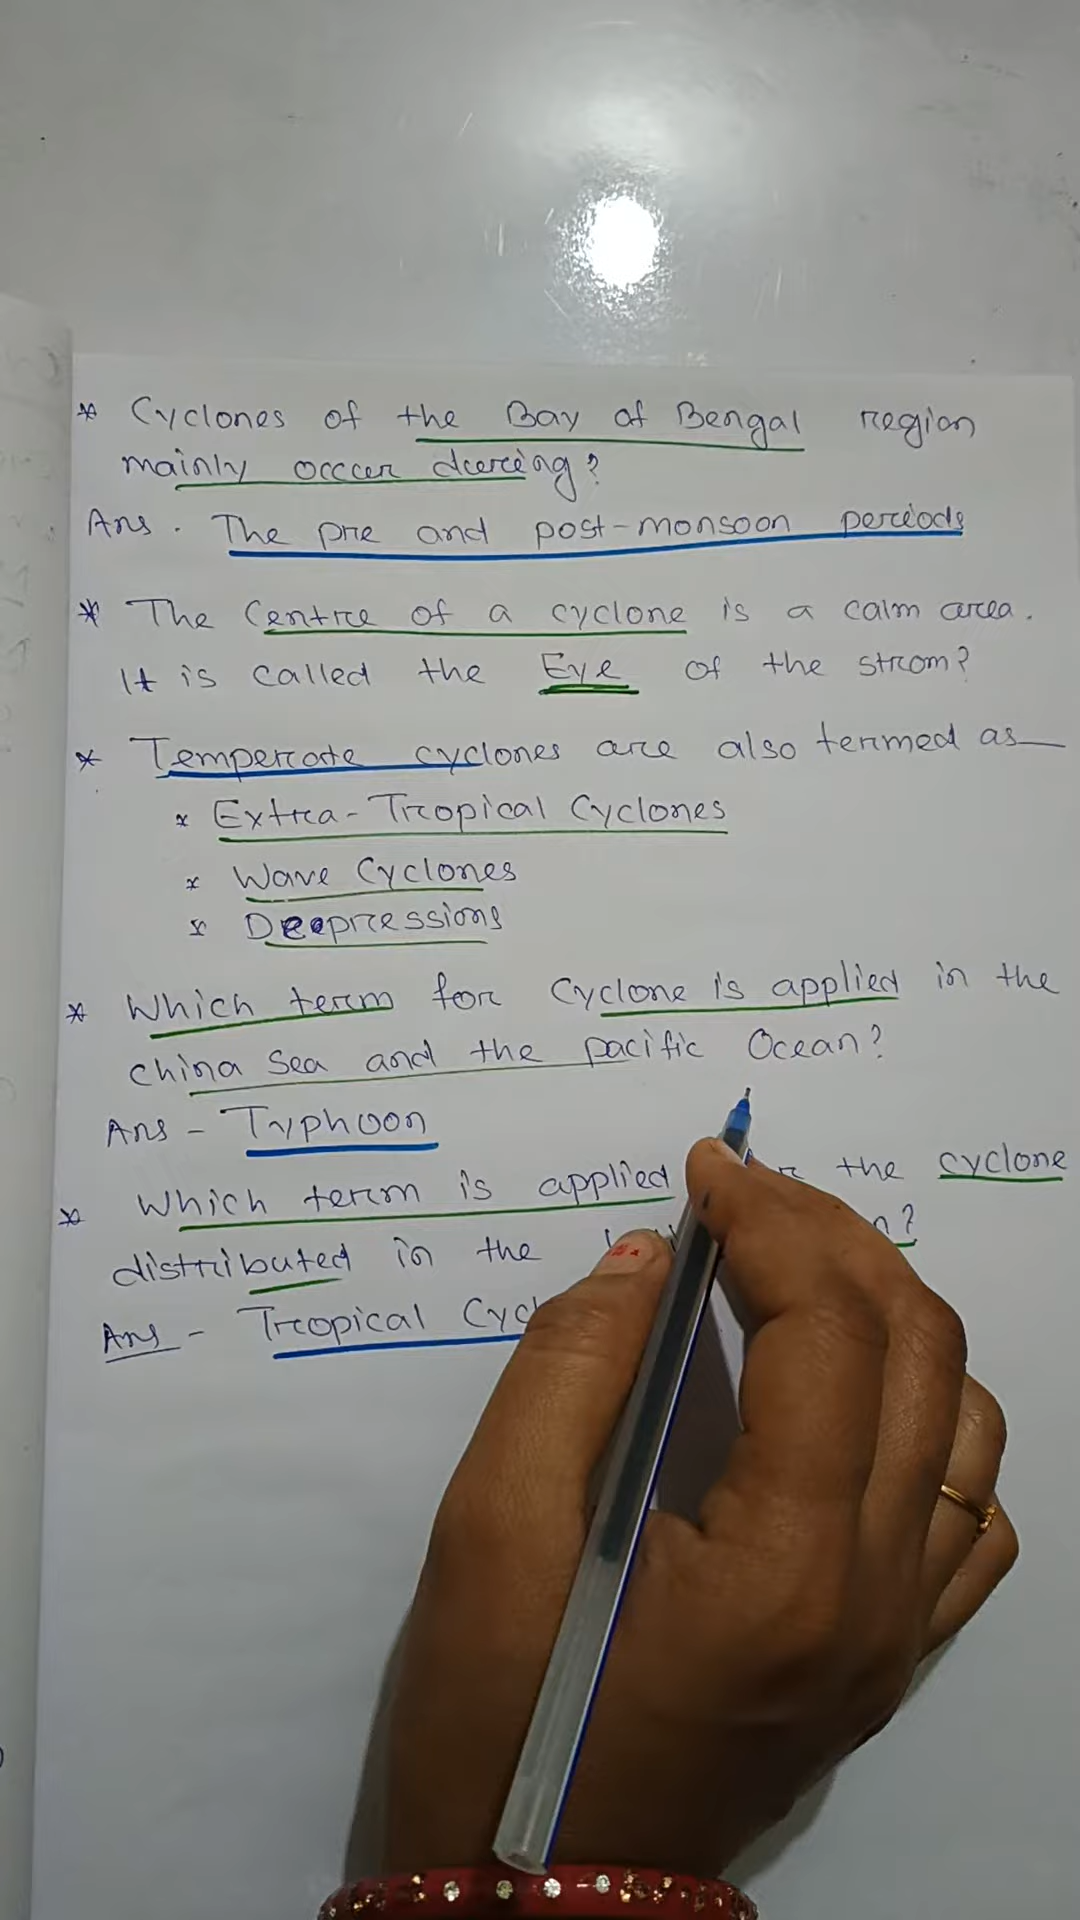 * Cyclones of the Bay of Bengal region
mainly occur during?
Ans. The pre and post-monsoon periods
* The Centre of a cyclone is a calm area.
It is called the Eye of the strom?
* Temperate cyclones are also termed as—
* Extra-Tropical Cyclones
* Wave Cyclones
* Deepressions
* Which term for Cyclone is applied in the
china Sea and the pacific Ocean?
Ans - Typhoon
* Which term is applied the cyclone
distributed in the
Ans - Tropical